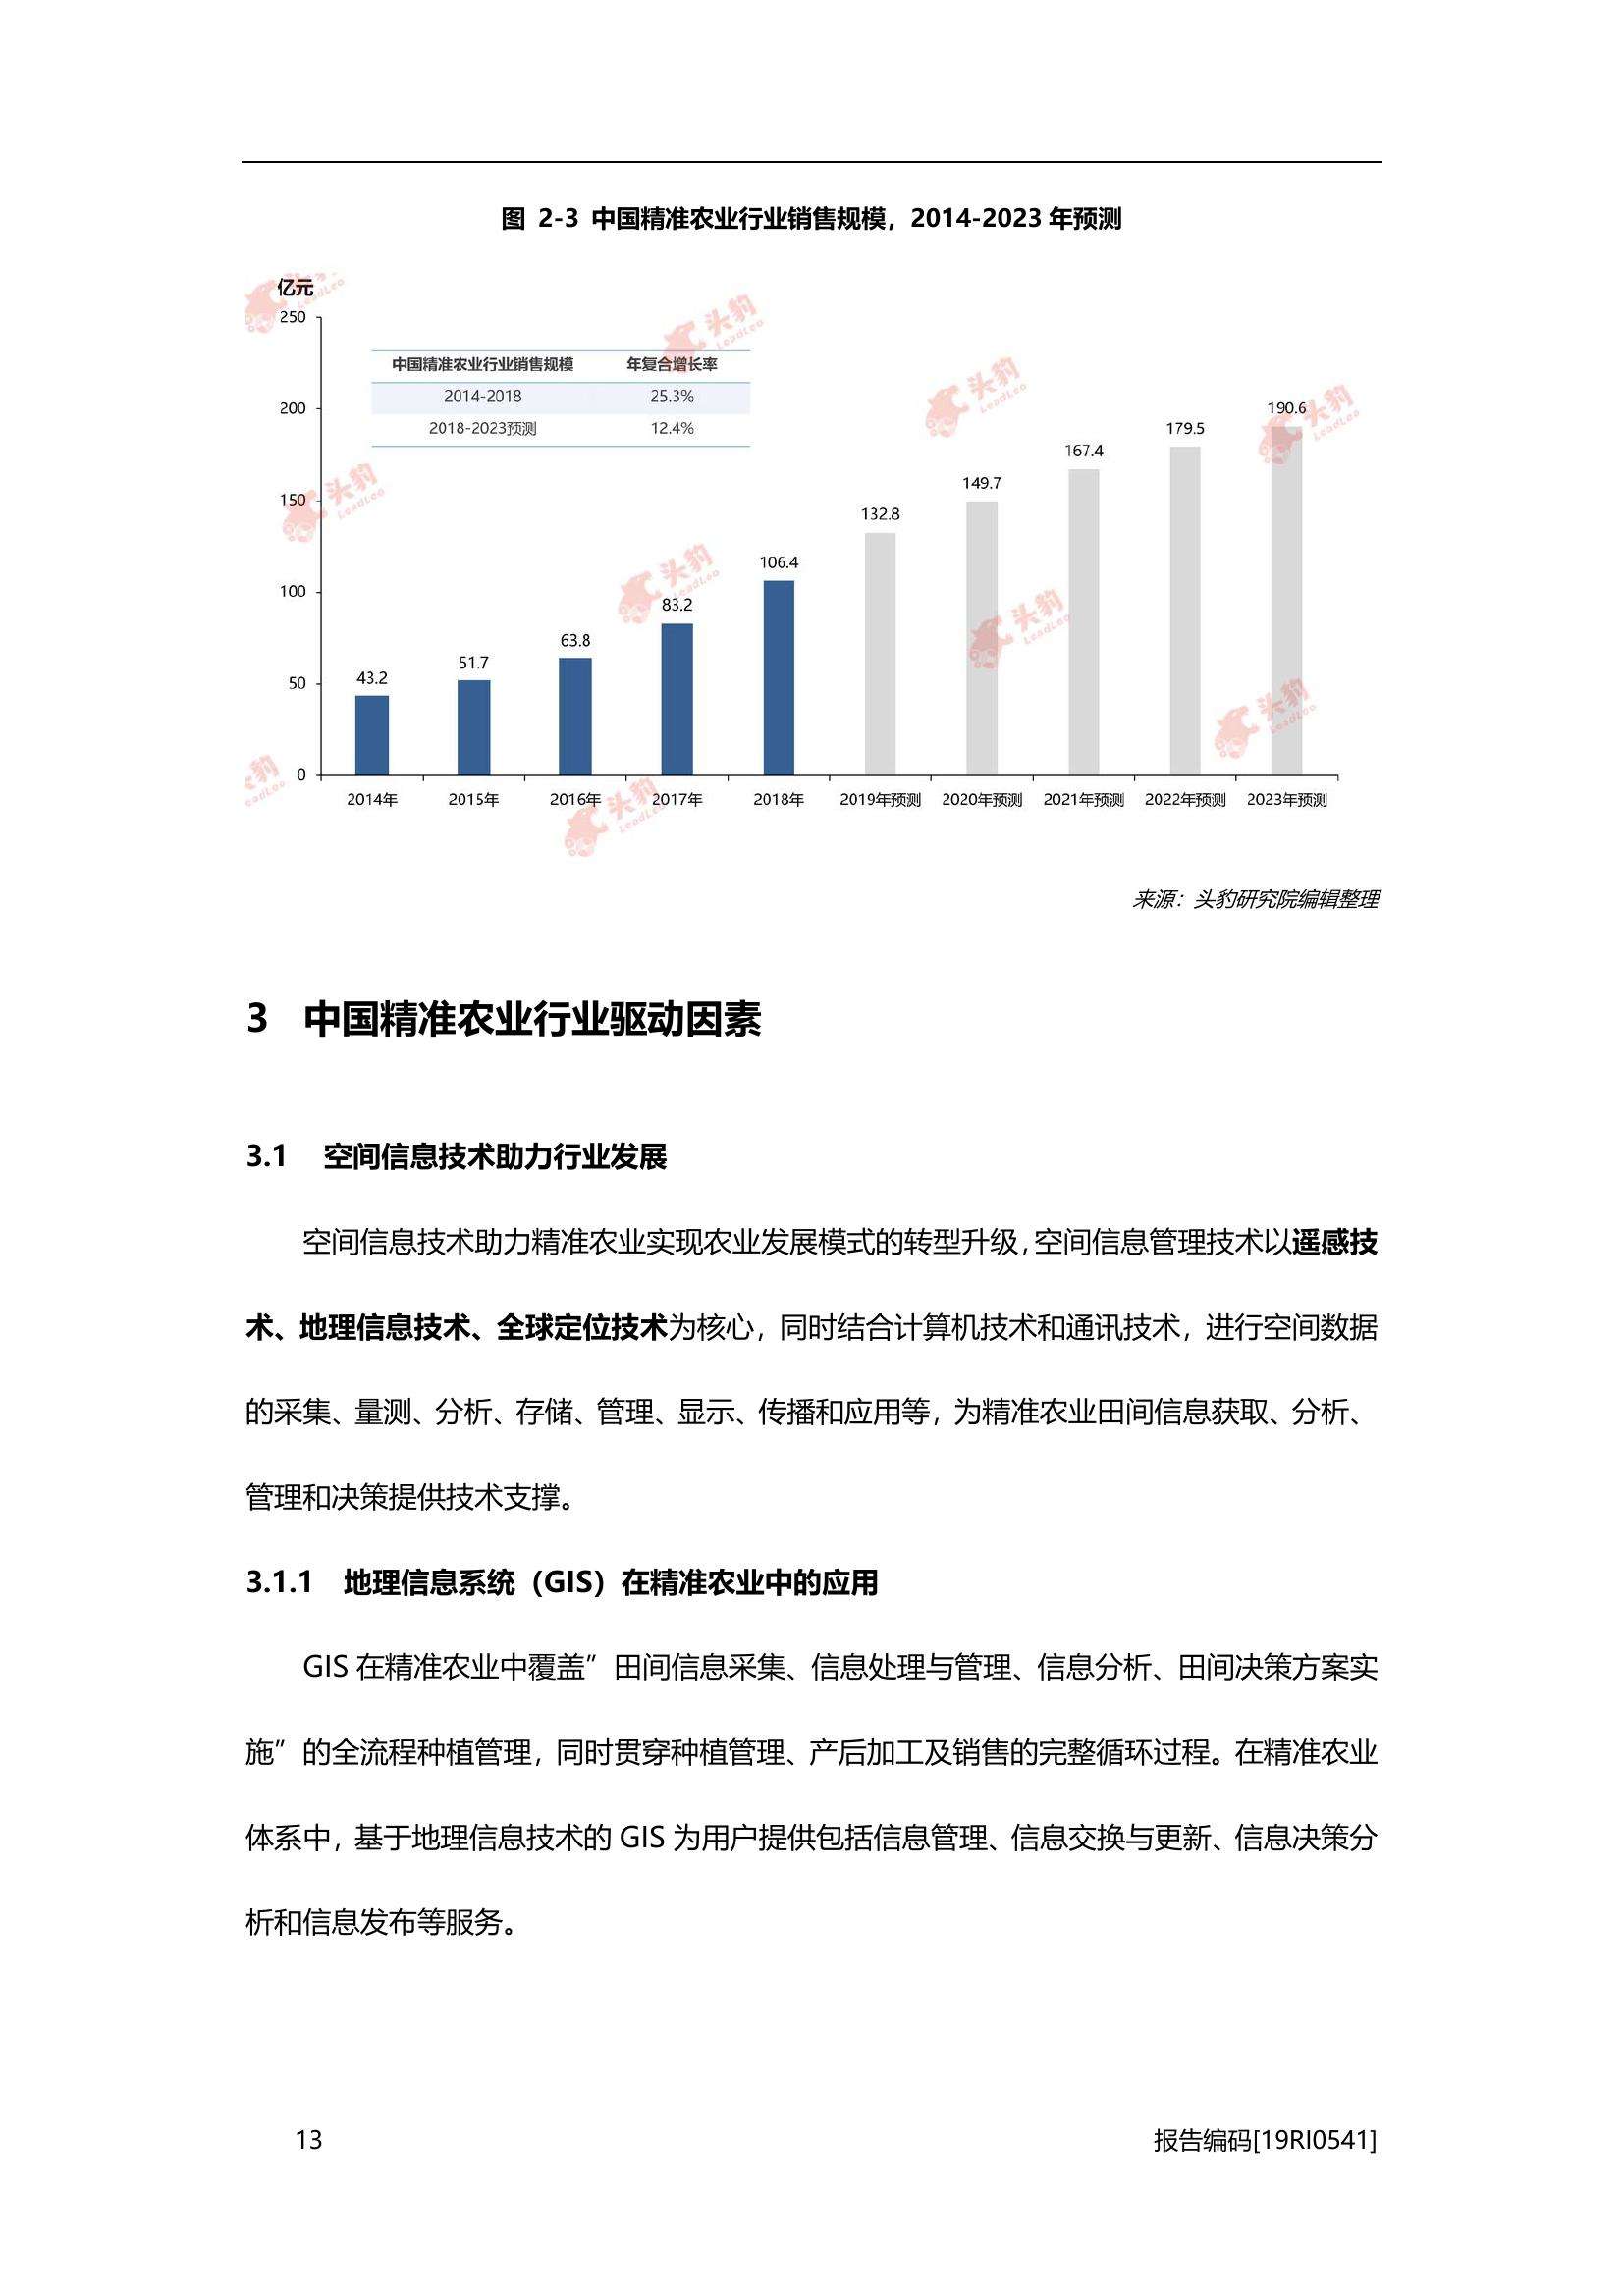 图 2-3 中国精准农业行业销售规模，2014-2023 年预测
亿元
250
200
150
100
50
0
中国精准农业行业销售规模 年复合增长率
2014-2018 25.3%
2018-2023预测 12.4%
43.2
51.7
63.8
83.2
106.4
132.8
149.7
167.4
179.5
190.6
2014年 2015年 2016年 2017年 2018年 2019年预测 2020年预测 2021年预测 2022年预测 2023年预测
头豹
LeadLeo
头豹
LeadLeo
头豹
LeadLeo
头豹
LeadLeo
头豹
LeadLeo
头豹
LeadLeo
头豹
LeadLeo
头豹
LeadLeo
来源：头豹研究院编辑整理
3 中国精准农业行业驱动因素
3.1 空间信息技术助力行业发展
空间信息技术助力精准农业实现农业发展模式的转型升级，空间信息管理技术以遥感技
术、地理信息技术、全球定位技术为核心，同时结合计算机技术和通讯技术，进行空间数据
的采集、量测、分析、存储、管理、显示、传播和应用等，为精准农业田间信息获取、分析、
管理和决策提供技术支撑。
3.1.1 地理信息系统（GIS）在精准农业中的应用
GIS 在精准农业中覆盖”田间信息采集、信息处理与管理、信息分析、田间决策方案实
施”的全流程种植管理，同时贯穿种植管理、产后加工及销售的完整循环过程。在精准农业
体系中，基于地理信息技术的 GIS 为用户提供包括信息管理、信息交换与更新、信息决策分
析和信息发布等服务。
13 报告编码[19RI0541]